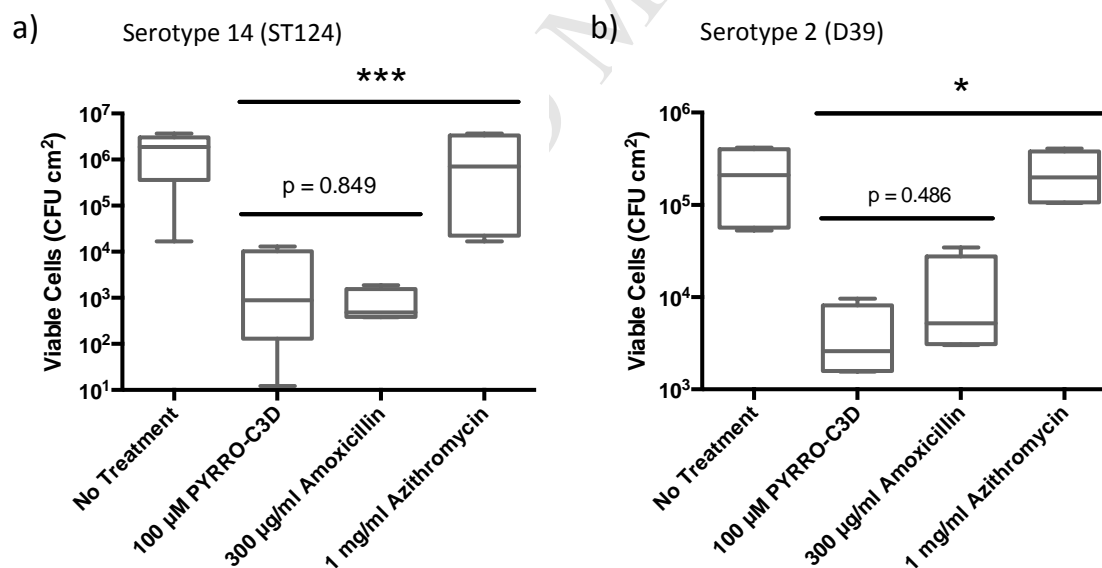 a)
Serotype 14 (ST124)
***
Viable Cells (CFU cm²)
10⁷
10⁶
10⁵
10⁴
10³
10²
10¹
p = 0.849
No Treatment
100 µM PYRRO-C3D
300 µg/ml Amoxicillin
1 mg/ml Azithromycin
b)
Serotype 2 (D39)
*
Viable Cells (CFU cm²)
10⁶
10⁵
10⁴
10³
p = 0.486
No Treatment
100 µM PYRRO-C3D
300 µg/ml Amoxicillin
1 mg/ml Azithromycin